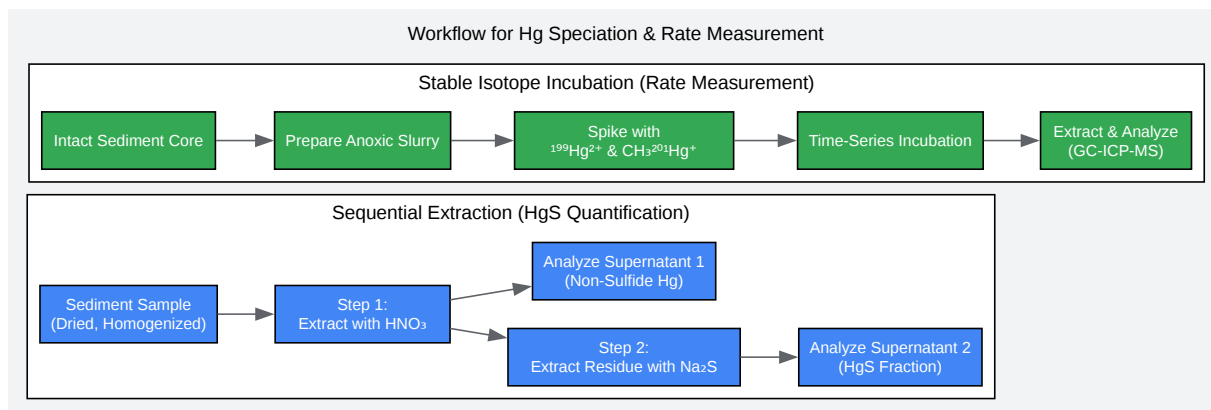 Workflow for Hg Speciation & Rate Measurement
Stable Isotope Incubation (Rate Measurement)
Intact Sediment Core
Prepare Anoxic Slurry
Spike with
¹⁹⁹Hg²⁺ & CH₃²⁰¹Hg⁺
Time-Series Incubation
Extract & Analyze
(GC-ICP-MS)
Sequential Extraction (HgS Quantification)
Sediment Sample
(Dried, Homogenized)
Step 1:
Extract with HNO₃
Analyze Supernatant 1
(Non-Sulfide Hg)
Step 2:
Extract Residue with Na₂S
Analyze Supernatant 2
(HgS Fraction)